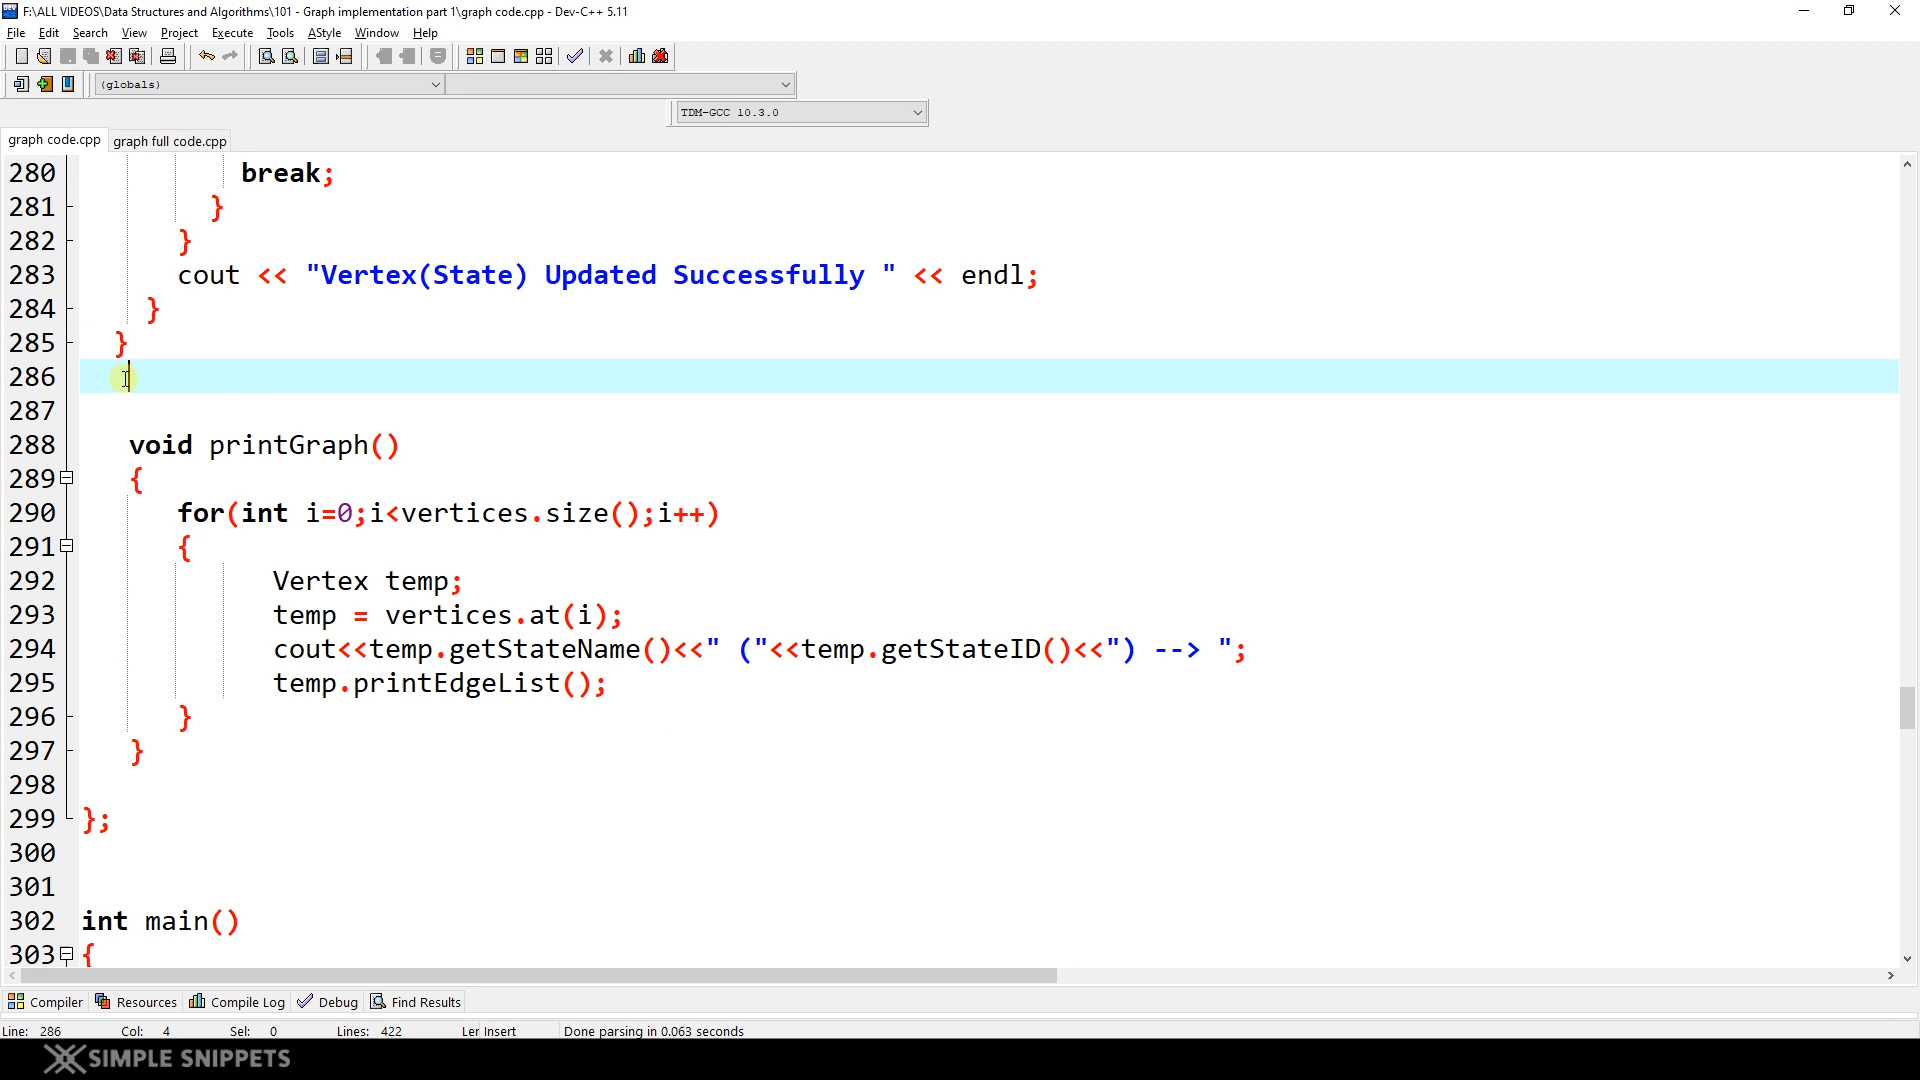 F:\ALL VIDEOS\Data Structures and Algorithms\101 - Graph implementation part 1\graph code.cpp - Dev-C++ 5.11
File Edit Search View Project Execute Tools AStyle Window Help
(globals)
TDM-GCC 10.3.0
graph code.cpp graph full code.cpp
280 break;
281 }
282 }
283 cout << "Vertex(State) Updated Successfully " << endl;
284 }
285 }
286
287
288 void printGraph()
289 {
290 for(int i=0;i<vertices.size();i++)
291 {
292 Vertex temp;
293 temp = vertices.at(i);
294 cout<<temp.getStateName()<<" ("<<temp.getStateID()<<") --> ";
295 temp.printEdgeList();
296 }
297 }
298
299 };
300
301
302 int main()
303 {
Compiler Resources Compile Log Debug Find Results
Line: 286 Col: 4 Sel: 0 Lines: 422 Ler Insert Done parsing in 0.063 seconds
SIMPLE SNIPPETS